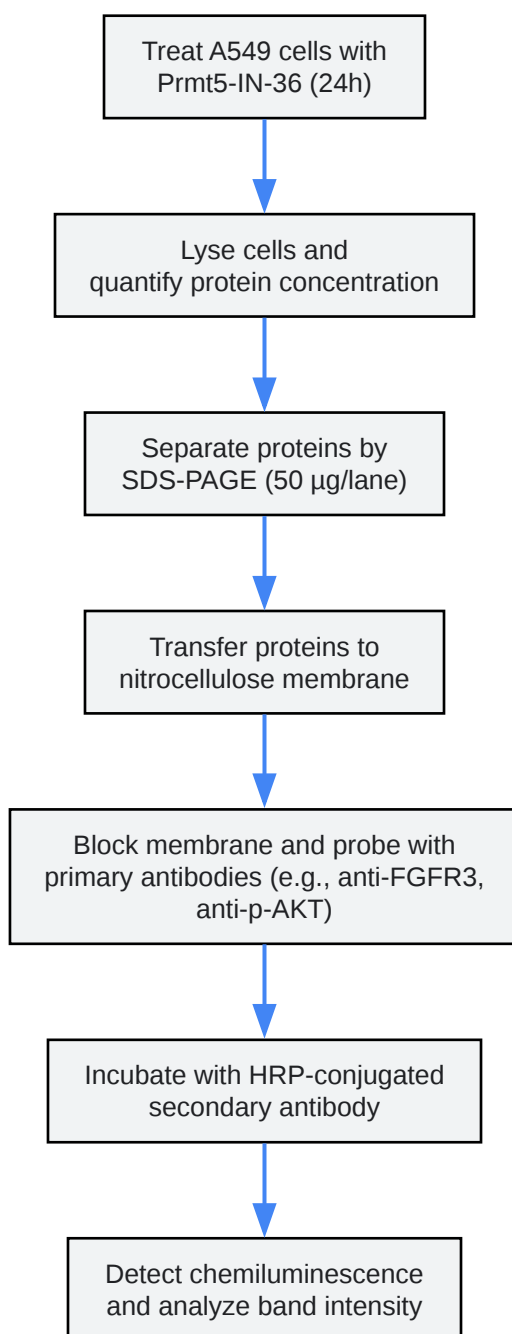 Treat A549 cells with
Prmt5-IN-36 (24h)
Lyse cells and
quantify protein concentration
Separate proteins by
SDS-PAGE (50 µg/lane)
Transfer proteins to
nitrocellulose membrane
Block membrane and probe with
primary antibodies (e.g., anti-FGFR3,
anti-p-AKT)
Incubate with HRP-conjugated
secondary antibody
Detect chemiluminescence
and analyze band intensity